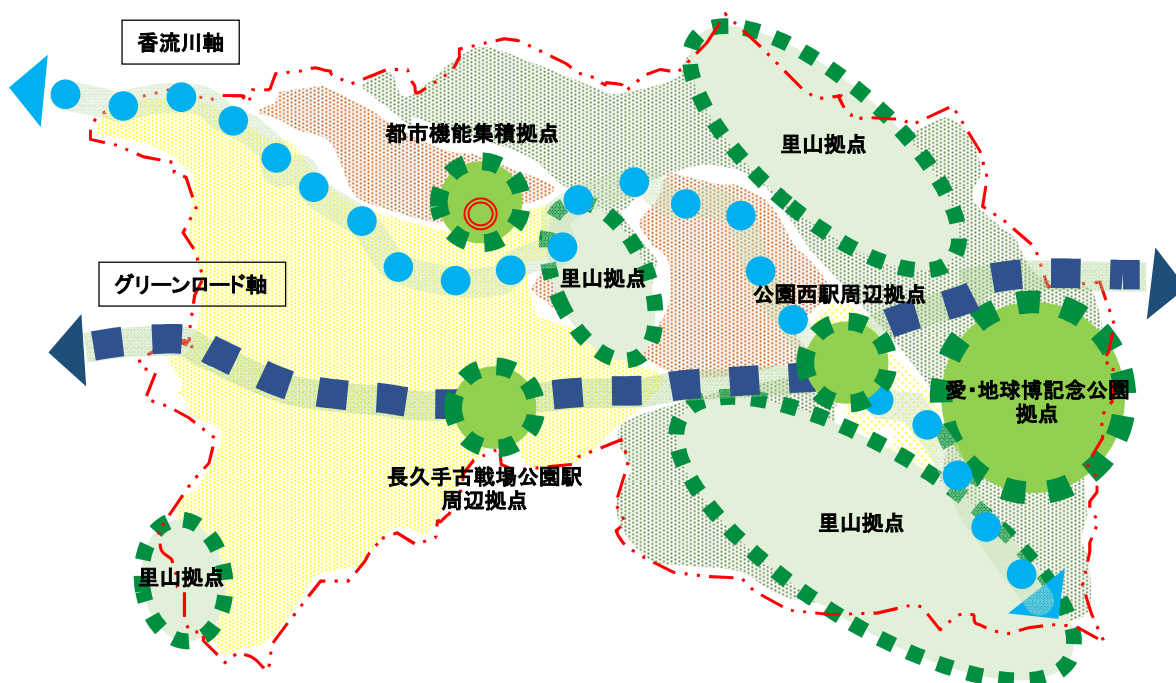 香流川軸
都市機能集積拠点
里山拠点
グリーンロード軸
里山拠点
公園西駅周辺拠点
愛・地球博記念公園
拠点
長久手古戦場公園駅
周辺拠点
里山拠点
里山拠点